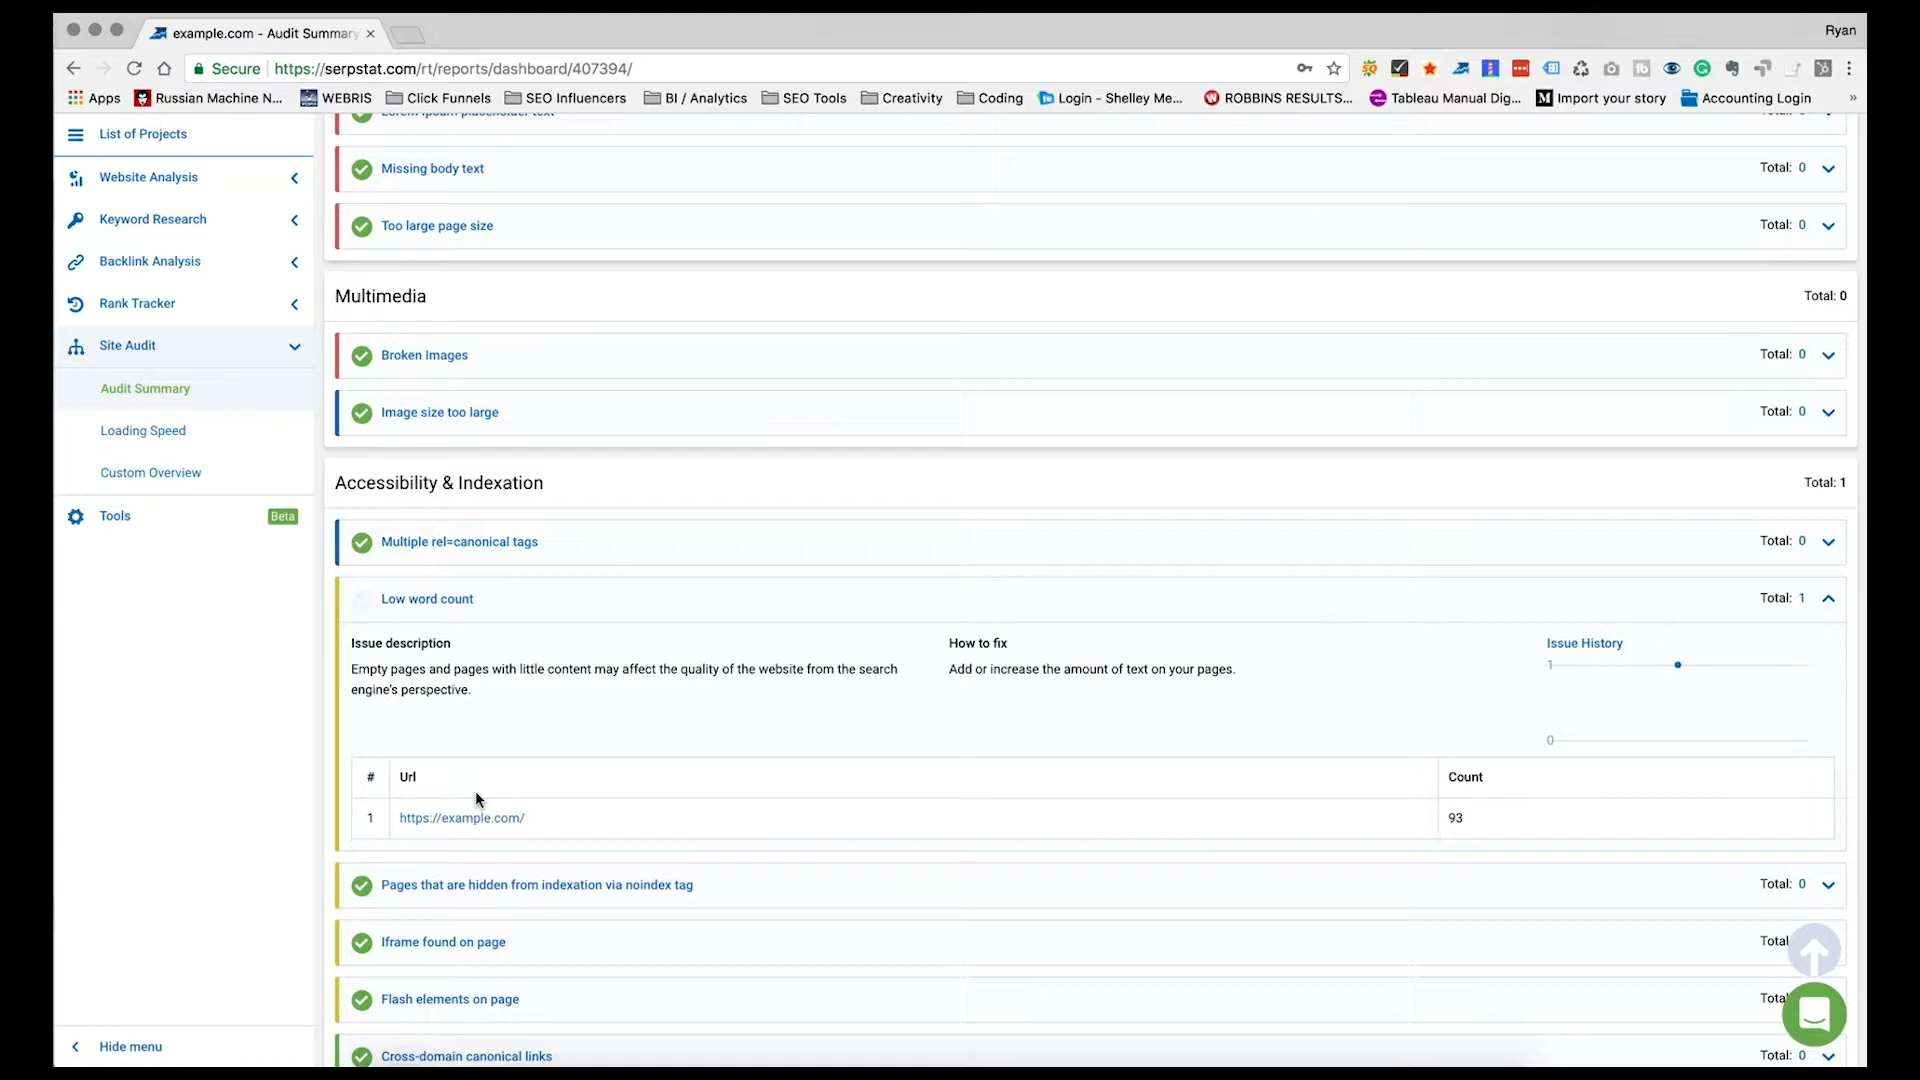 example.com - Audit Summary
Ryan
Secure
https://serpstat.com/rt/reports/dashboard/407394/
Apps
Russian Machine N...
WEBRIS
Click Funnels
SEO Influencers
BI / Analytics
SEO Tools
Creativity
Coding
Login - Shelley Me...
ROBBINS RESULTS...
Tableau Manual Dig...
Import your story
Accounting Login
List of Projects
Website Analysis
Keyword Research
Backlink Analysis
Rank Tracker
Site Audit
Audit Summary
Loading Speed
Custom Overview
Tools
Beta
Hide menu
Lorem ipsum placeholder text
Missing body text
Total: 0
Too large page size
Total: 0
Multimedia
Total: 0
Broken Images
Total: 0
Image size too large
Total: 0
Accessibility & Indexation
Total: 1
Multiple rel=canonical tags
Total: 0
Low word count
Total: 1
Issue description
Empty pages and pages with little content may affect the quality of the website from the search
engine's perspective.
How to fix
Add or increase the amount of text on your pages.
Issue History
1
0
# Url Count
1 https://example.com/ 93
Pages that are hidden from indexation via noindex tag
Total: 0
Iframe found on page
Total
Flash elements on page
Total
Cross-domain canonical links
Total: 0